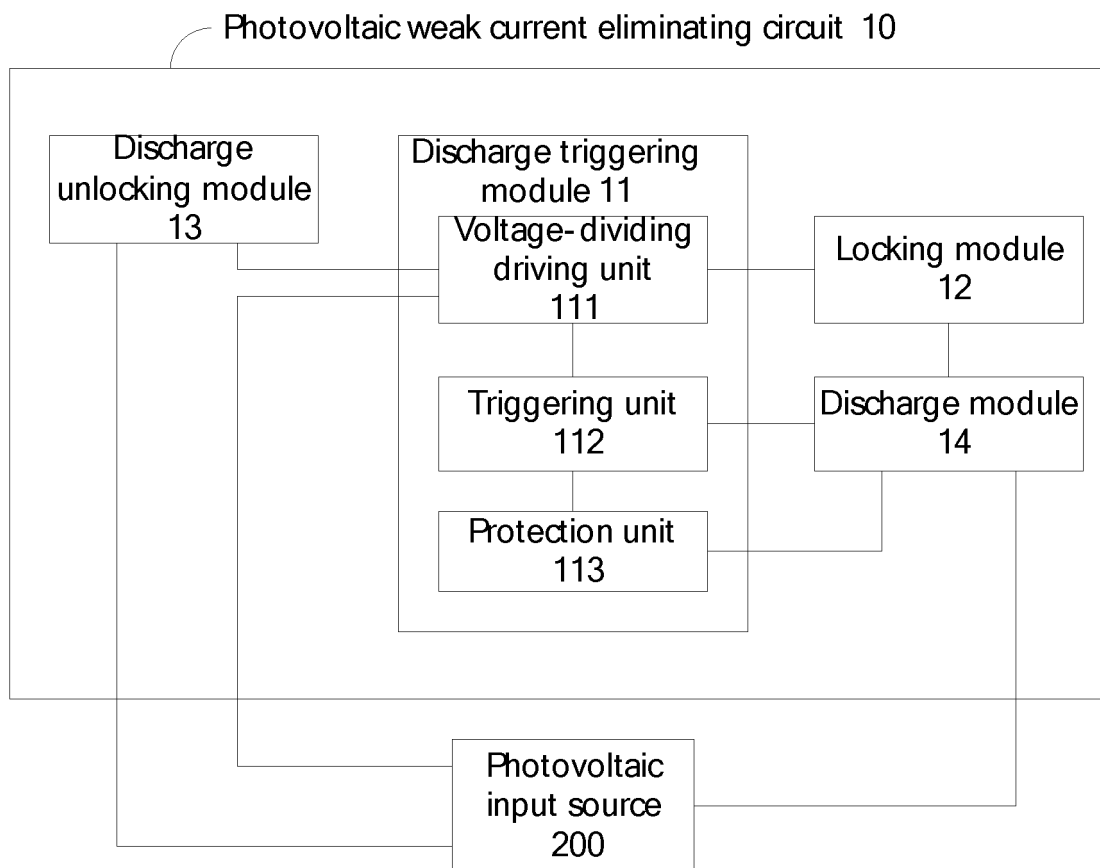 Photovoltaic weak current eliminating circuit 10
Discharge
unlocking module
13
Discharge triggering
module 11
Voltage-dividing
driving unit
111
Locking module
12
Triggering unit
112
Discharge module
14
Protection unit
113
Photovoltaic
input source
200